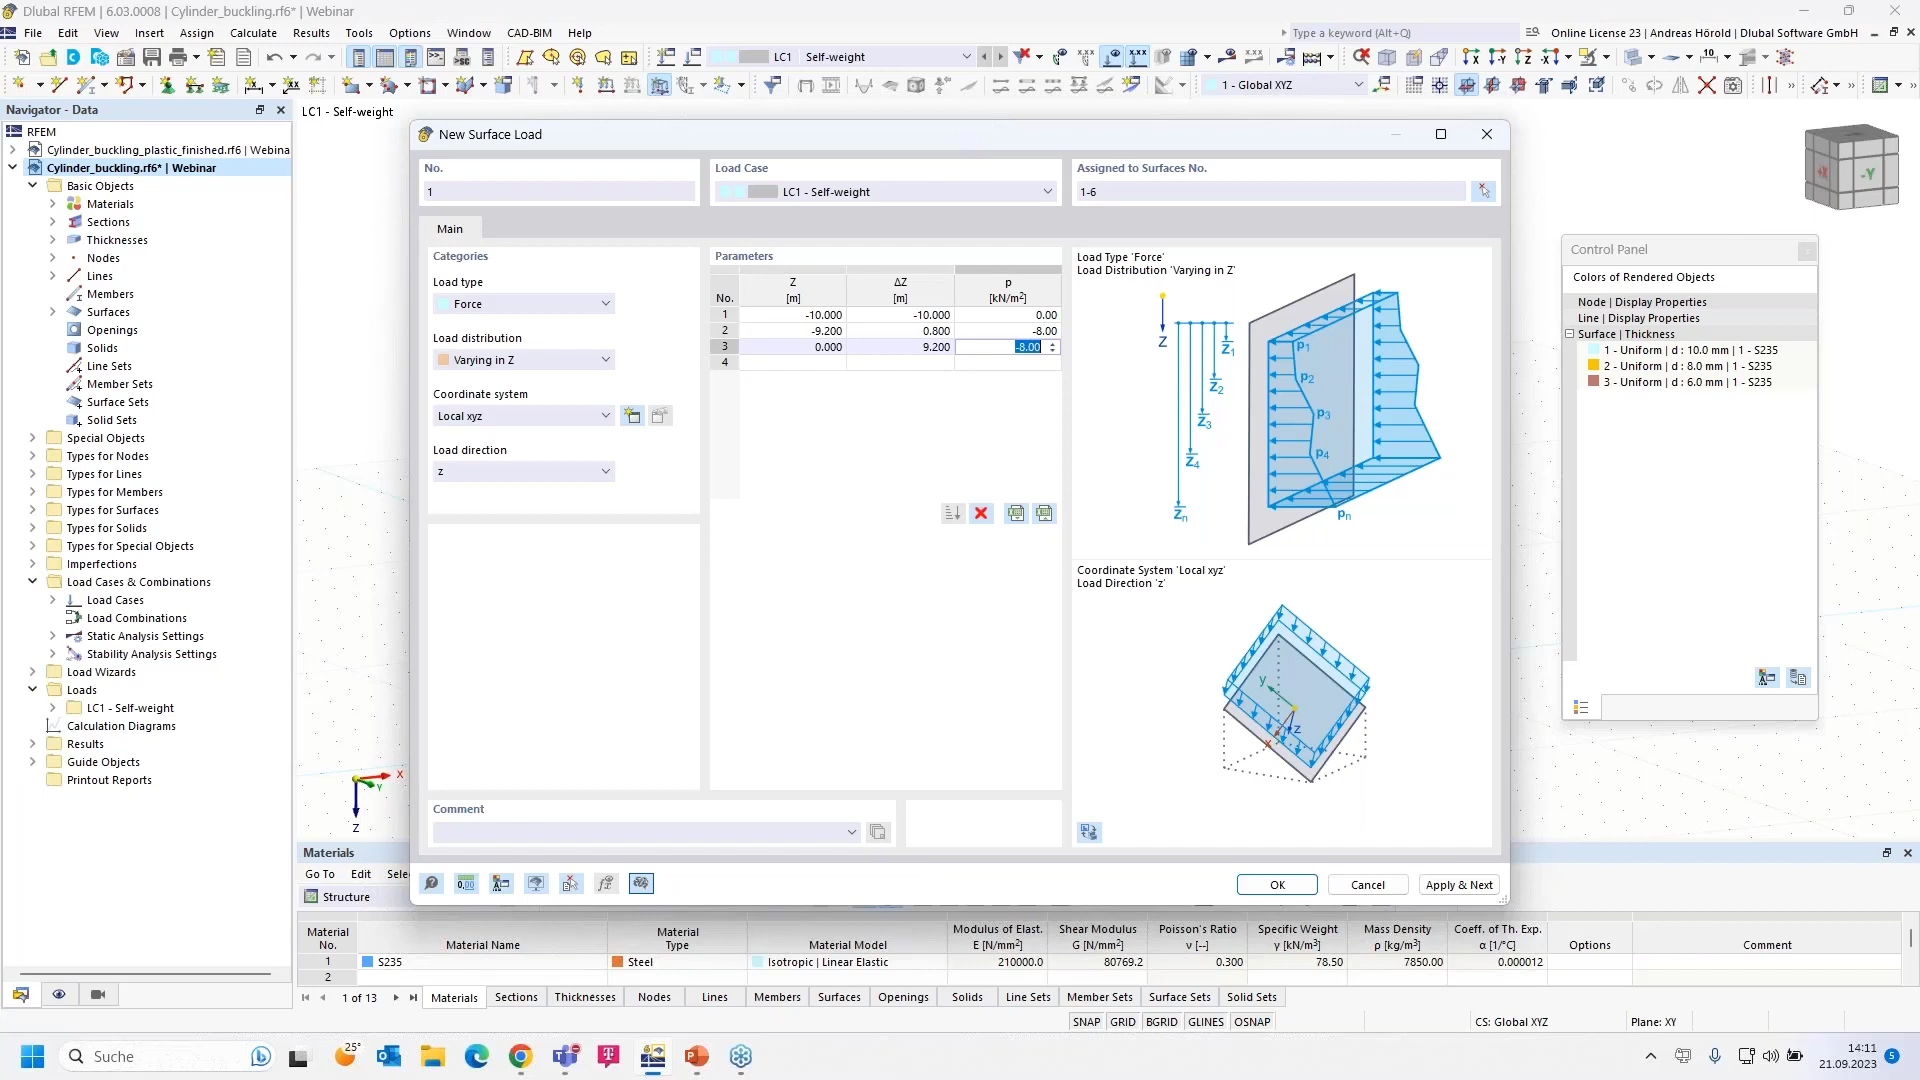 Dlubal RFEM | 6.03.0008 | Cylinder_buckling.rf6* | Webinar
File Edit View Insert Assign Calculate Results Tools Options Window CAD-BIM Help
Type a keyword (Alt+Q)
Online License 23 | Andreas Hörold | Dlubal Software GmbH
LC1 Self-weight
1 - Global XYZ
Navigator - Data
RFEM
Cylinder_buckling_plastic_finished.rf6 | Webina
Cylinder_buckling.rf6* | Webinar
Basic Objects
Materials
Sections
Thicknesses
Nodes
Lines
Members
Surfaces
Openings
Solids
Line Sets
Member Sets
Surface Sets
Solid Sets
Special Objects
Types for Nodes
Types for Lines
Types for Members
Types for Surfaces
Types for Solids
Types for Special Objects
Imperfections
Load Cases & Combinations
Load Cases
Load Combinations
Static Analysis Settings
Stability Analysis Settings
Load Wizards
Loads
LC1 - Self-weight
Calculation Diagrams
Results
Guide Objects
Printout Reports
LC1 - Self-weight
X
Y
Z
New Surface Load
No.
1
Load Case
LC1 - Self-weight
Assigned to Surfaces No.
1-6
Main
Categories
Load type
Force
Load distribution
Varying in Z
Coordinate system
Local xyz
Load direction
z
Parameters
No. Z [m] ΔZ [m] p [kN/m²]
1 -10.000 -10.000 0.00
2 -9.200 0.800 -8.00
3 0.000 9.200 -8.00
4
Load Type 'Force'
Load Distribution 'Varying in Z'
Z
Z1
Z2
Z3
Z4
Zn
p1
p2
p3
p4
pn
Coordinate System 'Local xyz'
Load Direction 'z'
y
x
z
Comment
0,00
OK Cancel Apply & Next
+X
-Y
Control Panel
Colors of Rendered Objects
Node | Display Properties
Line | Display Properties
Surface | Thickness
1 - Uniform | d : 10.0 mm | 1 - S235
2 - Uniform | d : 8.0 mm | 1 - S235
3 - Uniform | d : 6.0 mm | 1 - S235
Materials
Go To Edit Selec
Structure
Material No. Material Name Material Type Material Model Modulus of Elast. E [N/mm²] Shear Modulus G [N/mm²] Poisson's Ratio ν [--] Specific Weight γ [kN/m³] Mass Density ρ [kg/m³] Coeff. of Th. Exp. α [1/°C] Options Comment
1 S235 Steel Isotropic | Linear Elastic 210000.0 80769.2 0.300 78.50 7850.00 0.000012
2
1 of 13 Materials Sections Thicknesses Nodes Lines Members Surfaces Openings Solids Line Sets Member Sets Surface Sets Solid Sets
SNAP GRID BGRID GLINES OSNAP CS: Global XYZ Plane: XY
Suche
25°
14:11
21.09.2023
5